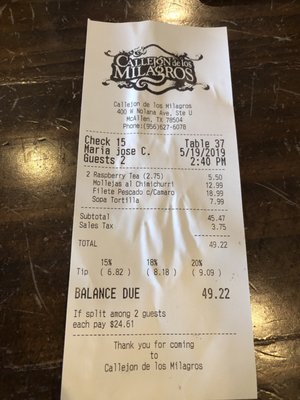 CALLEJON de los
MILAGROS
Callejon de los Milagros
400 W Nolana Ave, Ste U
McAllen, TX 78504
Phone:(956)627-6078
Check 15 Table 37
Maria jose C. 5/19/2019
Guests 2 2:40 PM
2 Raspberry Tea (2.75) 5.50
Mollejas al Chimichurri 12.99
Filete Pescado c/Camaro 18.99
Sopa Tortilla 7.99
Subtotal 45.47
Sales Tax 3.75
TOTAL 49.22
15% 18% 20%
Tip ( 6.82 ) ( 8.18 ) ( 9.09 )
BALANCE DUE 49.22
If split among 2 guests
each pay $24.61
Thank you for coming
to
Callejon de los Milagros